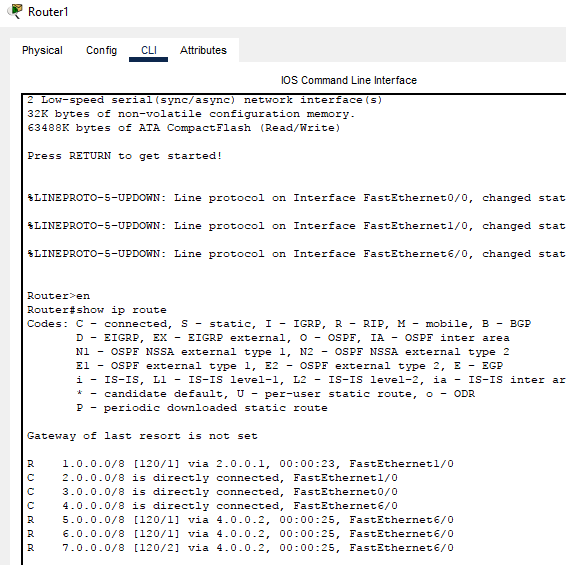 Router1
Physical Config CLI Attributes
IOS Command Line Interface
2 Low-speed serial(sync/async) network interface(s)
32K bytes of non-volatile configuration memory.
63488K bytes of ATA CompactFlash (Read/Write)
Press RETURN to get started!
%LINEPROTO-5-UPDOWN: Line protocol on Interface FastEthernet0/0, changed stat
%LINEPROTO-5-UPDOWN: Line protocol on Interface FastEthernet1/0, changed stat
%LINEPROTO-5-UPDOWN: Line protocol on Interface FastEthernet6/0, changed stat
Router>en
Router#show ip route
Codes: C - connected, S - static, I - IGRP, R - RIP, M - mobile, B - BGP
D - EIGRP, EX - EIGRP external, O - OSPF, IA - OSPF inter area
N1 - OSPF NSSA external type 1, N2 - OSPF NSSA external type 2
E1 - OSPF external type 1, E2 - OSPF external type 2, E - EGP
i - IS-IS, L1 - IS-IS level-1, L2 - IS-IS level-2, ia - IS-IS inter ar
* - candidate default, U - per-user static route, o - ODR
P - periodic downloaded static route
Gateway of last resort is not set
R 1.0.0.0/8 [120/1] via 2.0.0.1, 00:00:23, FastEthernet1/0
C 2.0.0.0/8 is directly connected, FastEthernet1/0
C 3.0.0.0/8 is directly connected, FastEthernet0/0
C 4.0.0.0/8 is directly connected, FastEthernet6/0
R 5.0.0.0/8 [120/1] via 4.0.0.2, 00:00:25, FastEthernet6/0
R 6.0.0.0/8 [120/1] via 4.0.0.2, 00:00:25, FastEthernet6/0
R 7.0.0.0/8 [120/2] via 4.0.0.2, 00:00:25, FastEthernet6/0